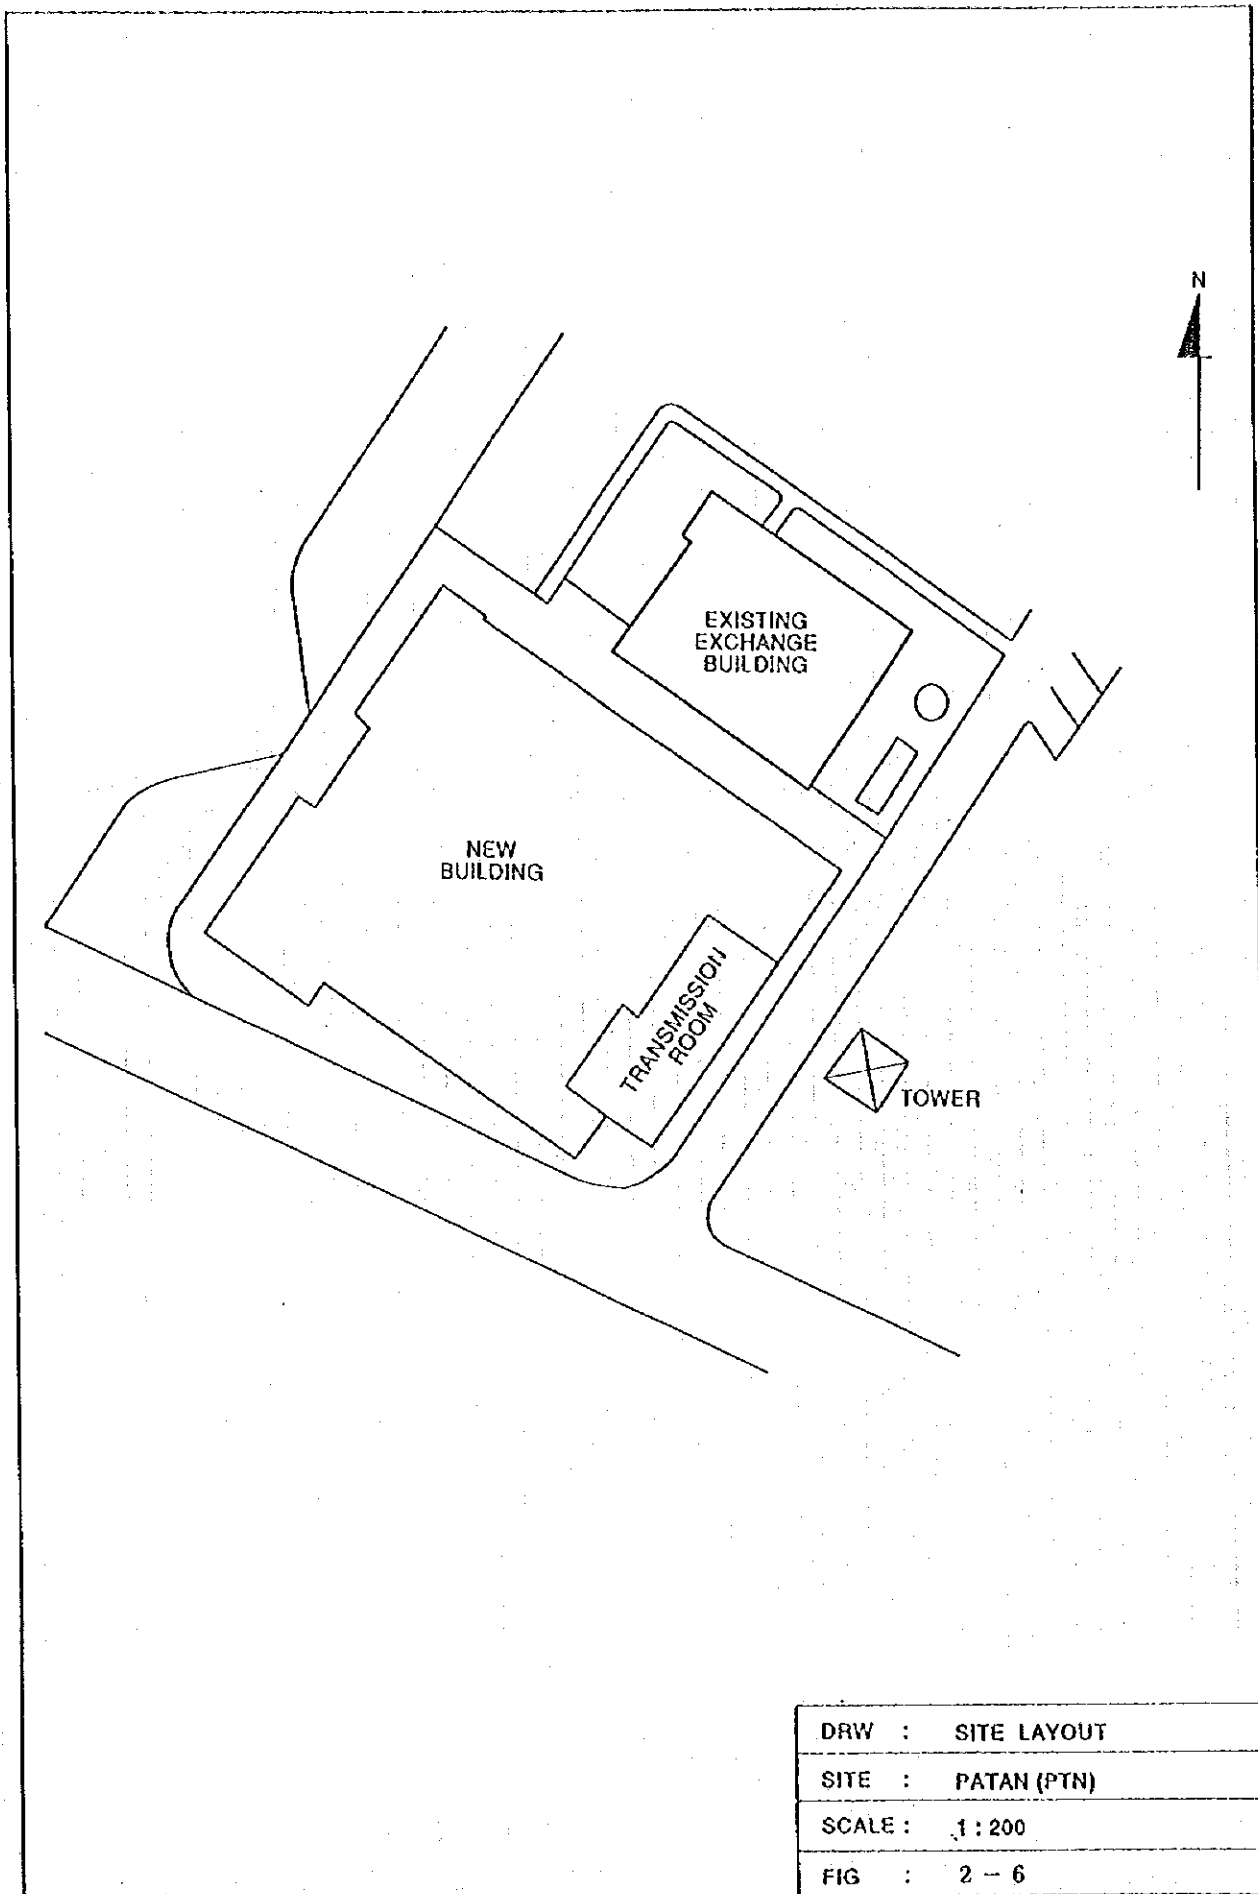 N
EXISTING
EXCHANGE
BUILDING
NEW
BUILDING
TRANSMISSION
ROOM
TOWER
DRW : SITE LAYOUT
SITE : PATAN (PTN)
SCALE : 1 : 200
FIG : 2 - 6